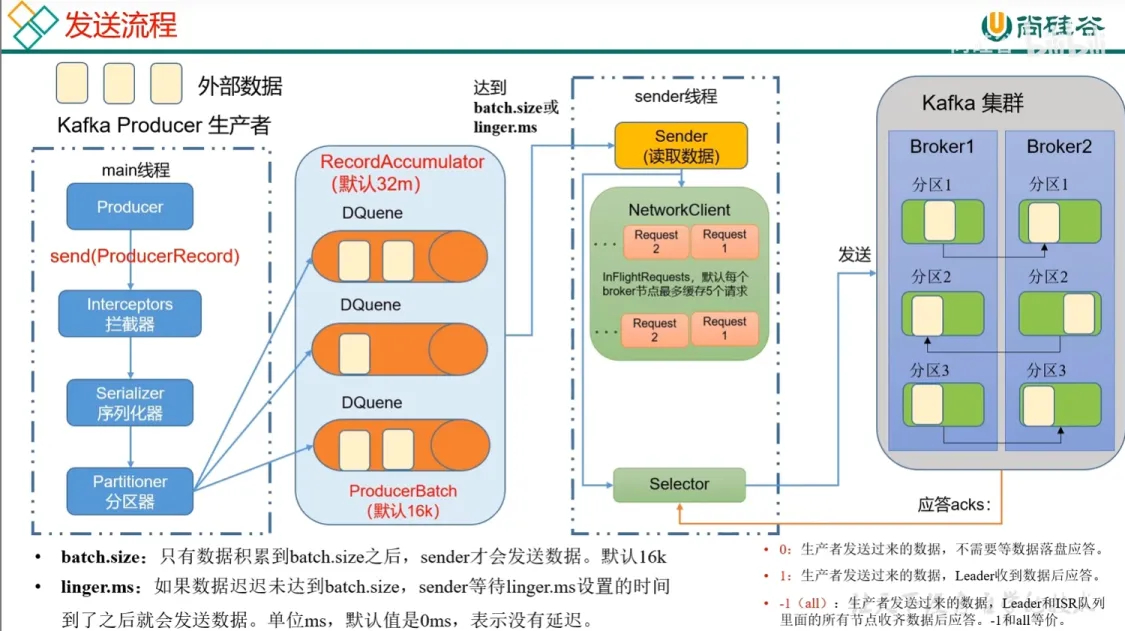 发送流程
尚硅谷
外部数据
Kafka Producer 生产者
main线程
Producer
send(ProducerRecord)
Interceptors
拦截器
Serializer
序列化器
Partitioner
分区器
RecordAccumulator
(默认32m)
DQuene
DQuene
DQuene
ProducerBatch
(默认16k)
达到
batch.size或
linger.ms
sender线程
Sender
(读取数据)
NetworkClient
... Request 2 Request 1
InFlightRequests，默认每个
broker节点最多缓存5个请求
... Request 2 Request 1
Selector
发送
Kafka 集群
Broker1
分区1
分区2
分区3
Broker2
分区1
分区2
分区3
应答acks：
• batch.size：只有数据积累到batch.size之后，sender才会发送数据。默认16k
• linger.ms：如果数据迟迟未达到batch.size，sender等待linger.ms设置的时间
到了之后就会发送数据。单位ms，默认值是0ms，表示没有延迟。
• 0：生产者发送过来的数据，不需要等数据落盘应答。
• 1：生产者发送过来的数据，Leader收到数据后应答。
• -1（all）：生产者发送过来的数据，Leader和ISR队列
里面的所有节点收齐数据后应答。-1和all等价。